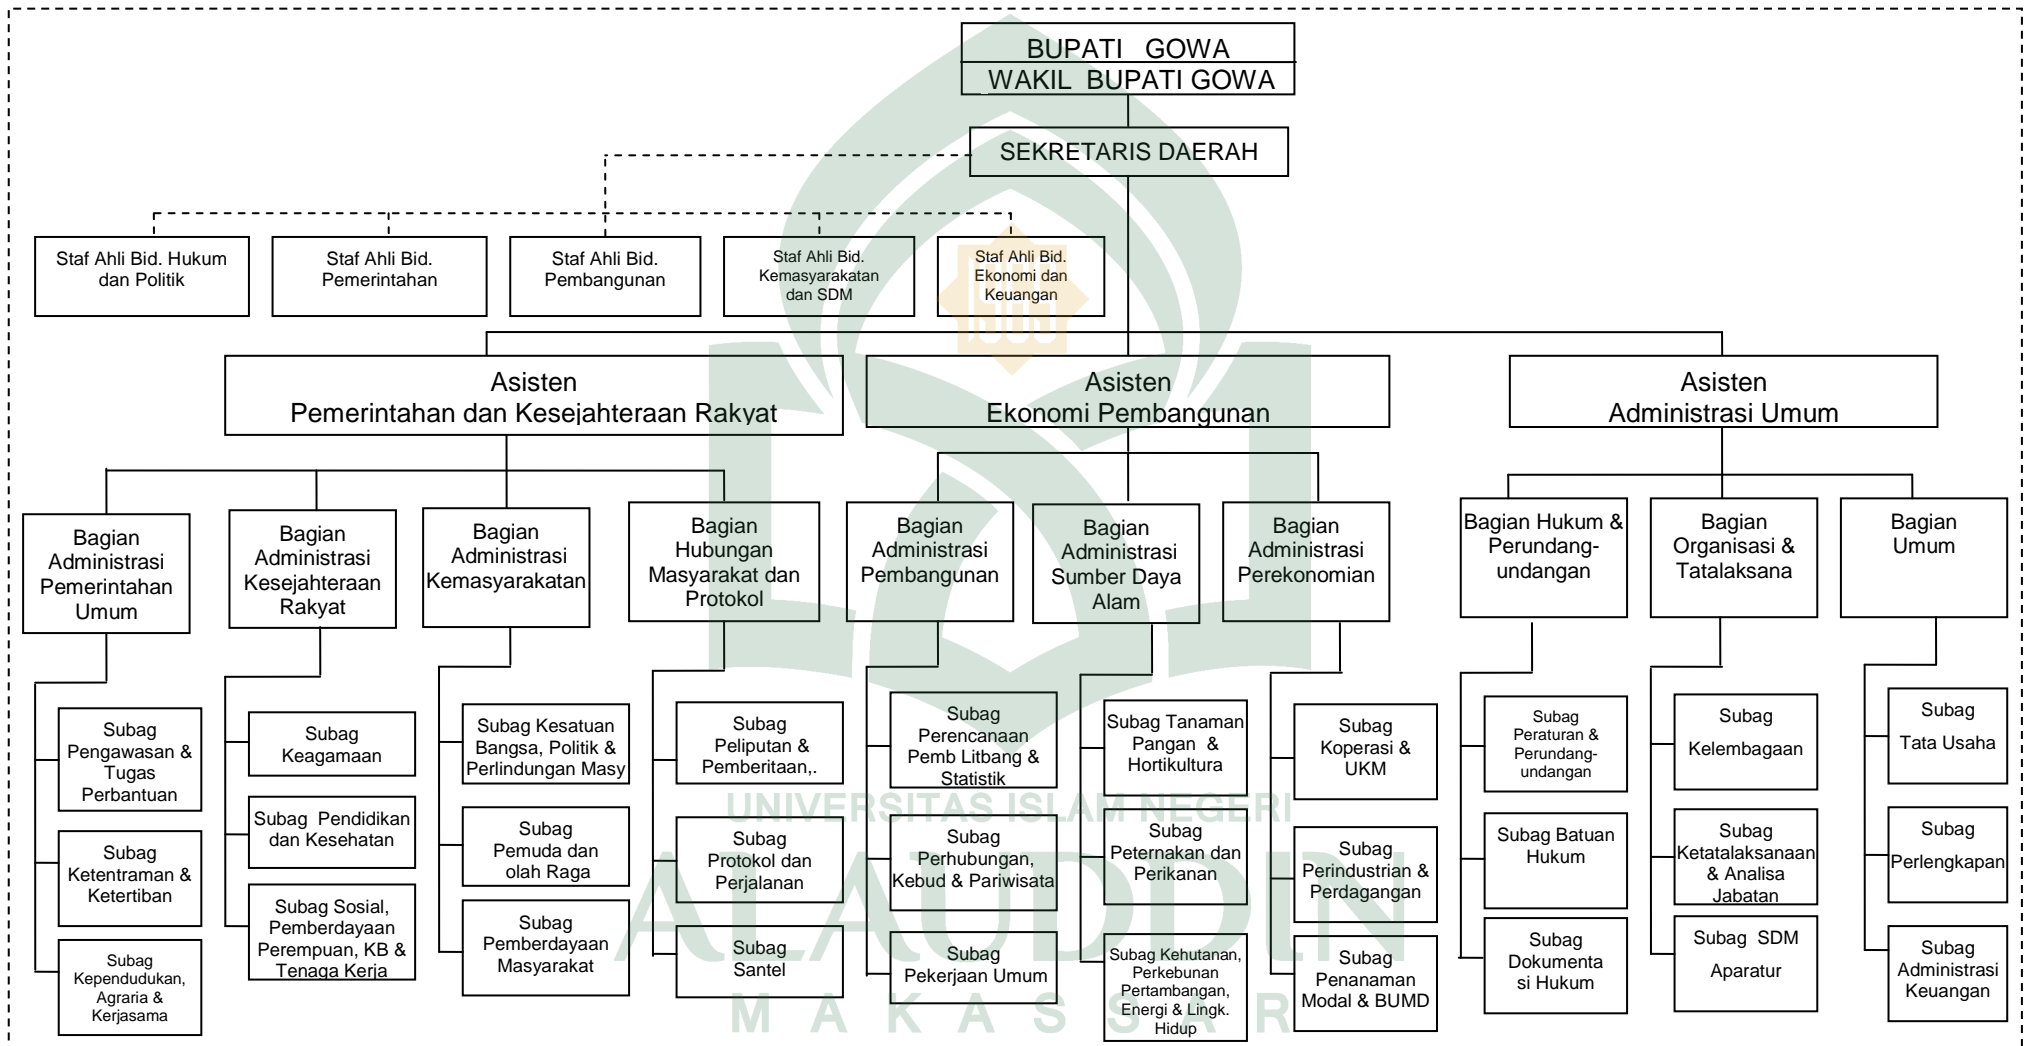 BUPATI GOWA
WAKIL BUPATI GOWA
SEKRETARIS DAERAH
Staf Ahli Bid. Hukum
dan Politik
Staf Ahli Bid.
Pemerintahan
Staf Ahli Bid.
Pembangunan
Staf Ahli Bid.
Kemasyarakatan
dan SDM
Staf Ahli Bid.
Ekonomi dan
Keuangan
Asisten
Pemerintahan dan Kesejahteraan Rakyat
Asisten
Ekonomi Pembangunan
Asisten
Administrasi Umum
Bagian
Administrasi
Pemerintahan
Umum
Bagian
Administrasi
Kesejahteraan
Rakyat
Bagian
Administrasi
Kemasyarakatan
Bagian
Hubungan
Masyarakat dan
Protokol
Bagian
Administrasi
Pembangunan
Bagian
Administrasi
Sumber Daya
Alam
Bagian
Administrasi
Perekonomian
Bagian Hukum &
Perundang-
undangan
Bagian
Organisasi &
Tatalaksana
Bagian
Umum
Subag
Pengawasan &
Tugas
Perbantuan
Subag
Keagamaan
Subag Kesatuan
Bangsa, Politik &
Perlindungan Masy
Subag
Peliputan &
Pemberitaan,.
Subag
Perencanaan
Pemb Litbang &
Statistik
Subag Tanaman
Pangan &
Hortikultura
Subag
Koperasi &
UKM
Subag
Peraturan &
Perundang-
undangan
Subag
Kelembagaan
Subag
Tata Usaha
UNIVERSITAS ISLAM NEGERI
Subag
Ketentraman &
Ketertiban
Subag Pendidikan
dan Kesehatan
Subag
Pemuda dan
olah Raga
Subag
Protokol dan
Perjalanan
Subag
Perhubungan,
Kebud & Pariwisata
Subag
Peternakan dan
Perikanan
Subag
Perindustrian &
Perdagangan
Subag Batuan
Hukum
Subag
Ketatalaksanaan
& Analisa
Jabatan
Subag
Perlengkapan
ALAUDDIN
Subag
Kependudukan,
Agraria &
Kerjasama
Subag Sosial,
Pemberdayaan
Perempuan, KB &
Tenaga Kerja
Subag
Pemberdayaan
Masyarakat
Subag
Santel
Subag
Pekerjaan Umum
Subag Kehutanan,
Perkebunan
Pertambangan,
Energi & Lingk.
Hidup
Subag
Penanaman
Modal & BUMD
Subag
Dokumenta
si Hukum
Subag SDM
Aparatur
Subag
Administrasi
Keuangan
MAKASSAR